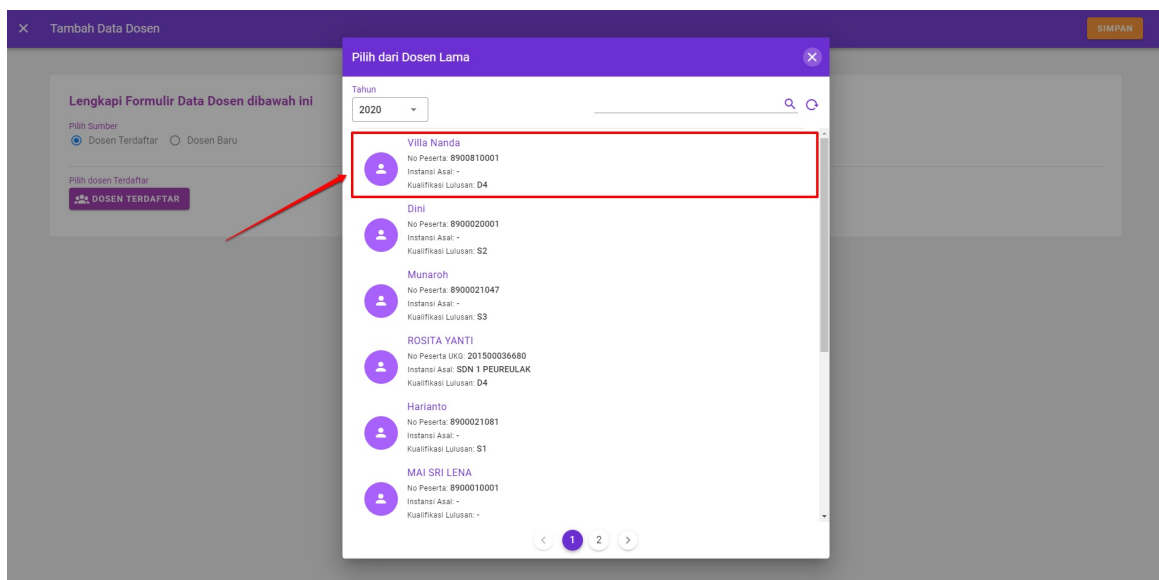 Tambah Data Dosen
SIMPAN
Lengkapi Formulir Data Dosen dibawah ini
Pilih Sumber
Dosen Terdaftar
Dosen Baru
Pilih dosen Terdaftar
DOSEN TERDAFTAR
Pilih dari Dosen Lama
Tahun
2020
Villa Nanda
No Peserta: 8900810001
Instansi Asal: -
Kualifikasi Lulusan: D4
Dini
No Peserta: 8900020001
Instansi Asal: -
Kualifikasi Lulusan: S2
Munaroh
No Peserta: 8900021047
Instansi Asal: -
Kualifikasi Lulusan: S3
ROSITA YANTI
No Peserta UKG: 201500036680
Instansi Asal: SDN 1 PEUREULAK
Kualifikasi Lulusan: D4
Harianto
No Peserta: 8900021081
Instansi Asal: -
Kualifikasi Lulusan: S1
MAI SRI LENA
No Peserta: 8900010001
Instansi Asal: -
Kualifikasi Lulusan: -
1
2